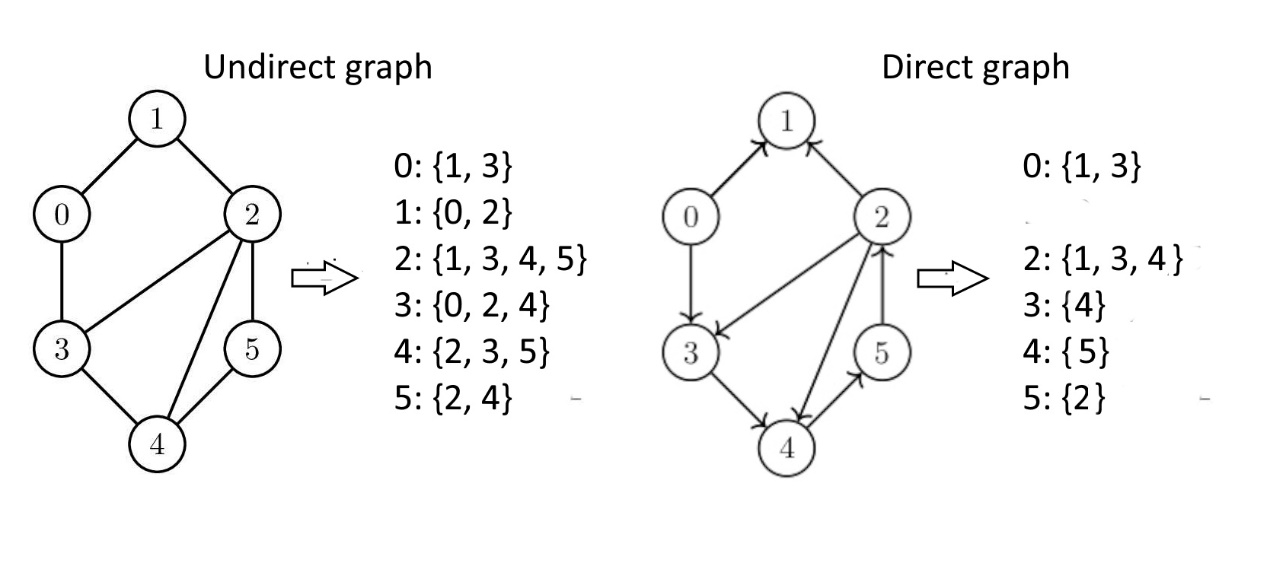 Undirect graph
1
0
2
3
5
4
0: {1, 3}
1: {0, 2}
2: {1, 3, 4, 5}
3: {0, 2, 4}
4: {2, 3, 5}
5: {2, 4}
Direct graph
1
0
2
3
5
4
0: {1, 3}
2: {1, 3, 4}
3: {4}
4: {5}
5: {2}